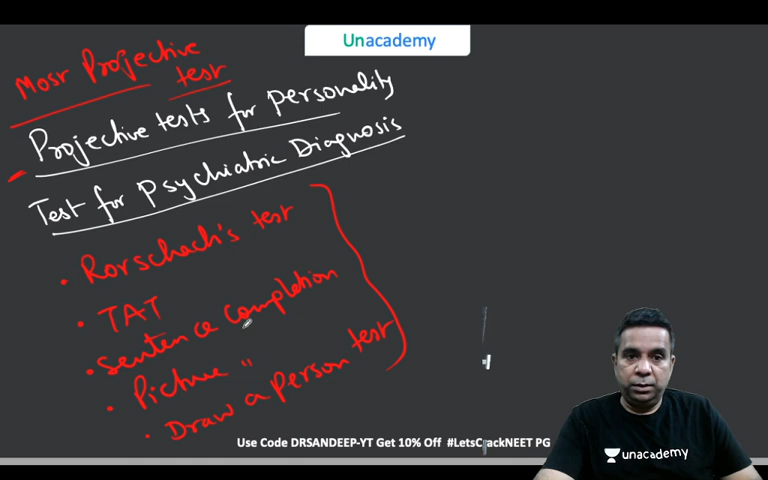 Unacademy
Most Projective
test
Projective tests for personality
Test for Psychiatric Diagnosis
• Rorschach's test
• TAT
• Sentence Completion
• Picture "
• Draw a person test
Use Code DRSANDEEP-YT Get 10% Off #LetsCrackNEET PG
unacademy